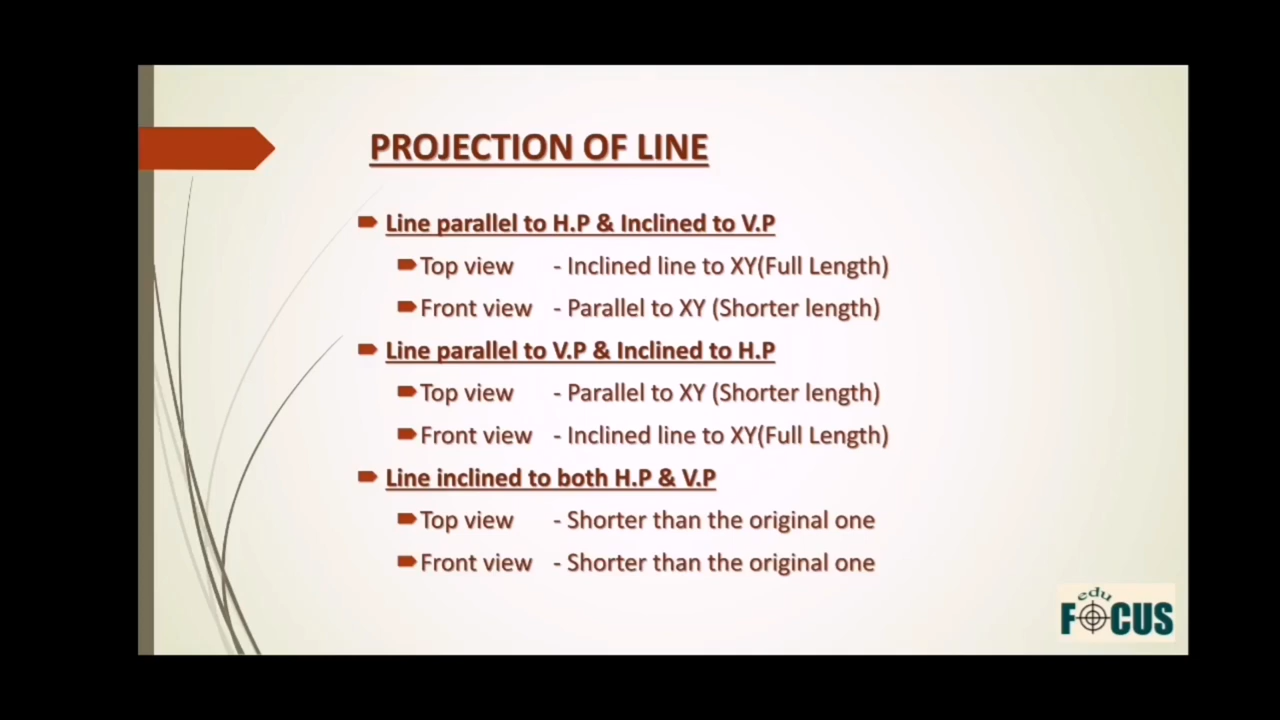 PROJECTION OF LINE
Line parallel to H.P & Inclined to V.P
Top view - Inclined line to XY(Full Length)
Front view - Parallel to XY (Shorter length)
Line parallel to V.P & Inclined to H.P
Top view - Parallel to XY (Shorter length)
Front view - Inclined line to XY(Full Length)
Line inclined to both H.P & V.P
Top view - Shorter than the original one
Front view - Shorter than the original one
edu
FOCUS